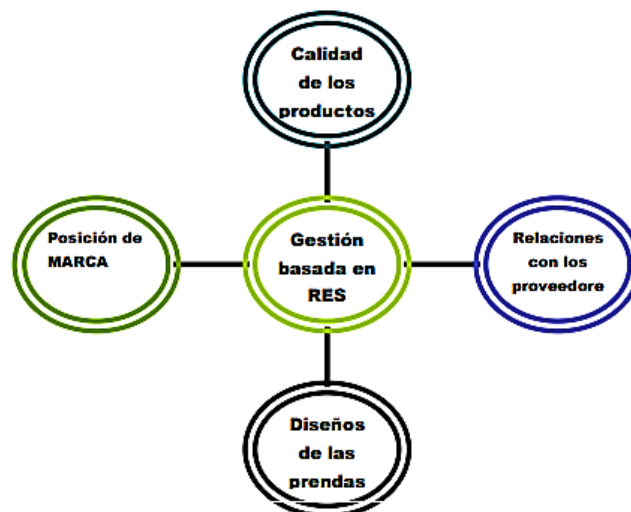 Calidad
de los
productos
Posición de
MARCA
Gestión
basada en
RES
Relaciones
con los
proveedore
Diseños
de las
prendas